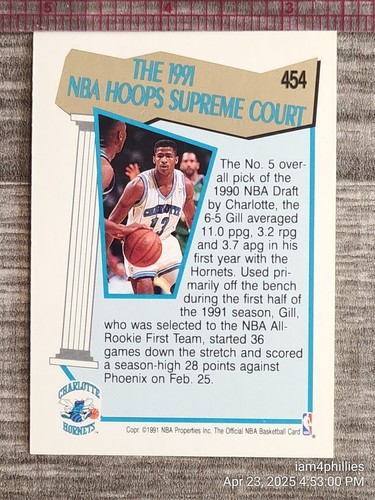 5 4 3
THE 1991
NBA HOOPS SUPREME COURT
454
The No. 5 over-
all pick of the
1990 NBA Draft
by Charlotte, the
6-5 Gill averaged
11.0 ppg, 3.2 rpg
and 3.7 apg in his
first year with the
Hornets. Used pri-
marily off the bench
during the first half of
the 1991 season, Gill,
who was selected to the NBA All-
Rookie First Team, started 36
games down the stretch and scored
a season-high 28 points against
Phoenix on Feb. 25.
CHARLOTTE
13
CHARLOTTE
HORNETS
Copr. ©1991 NBA Properties Inc. The Official NBA Basketball Card
iam4phillies
Apr 23, 2025 4:53:00 PM